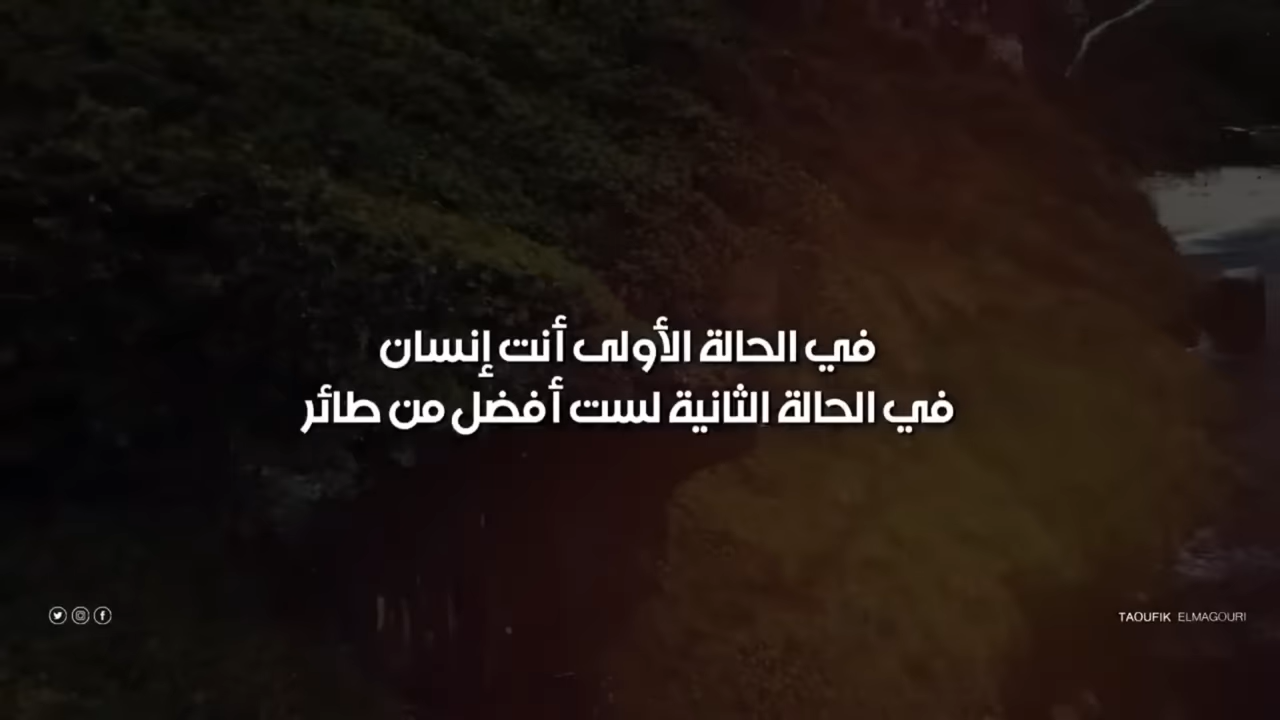 في الحالة الأولى أنت إنسان
في الحالة الثانية لست أفضل من طائر
TAOUFIK ELMAGOURI